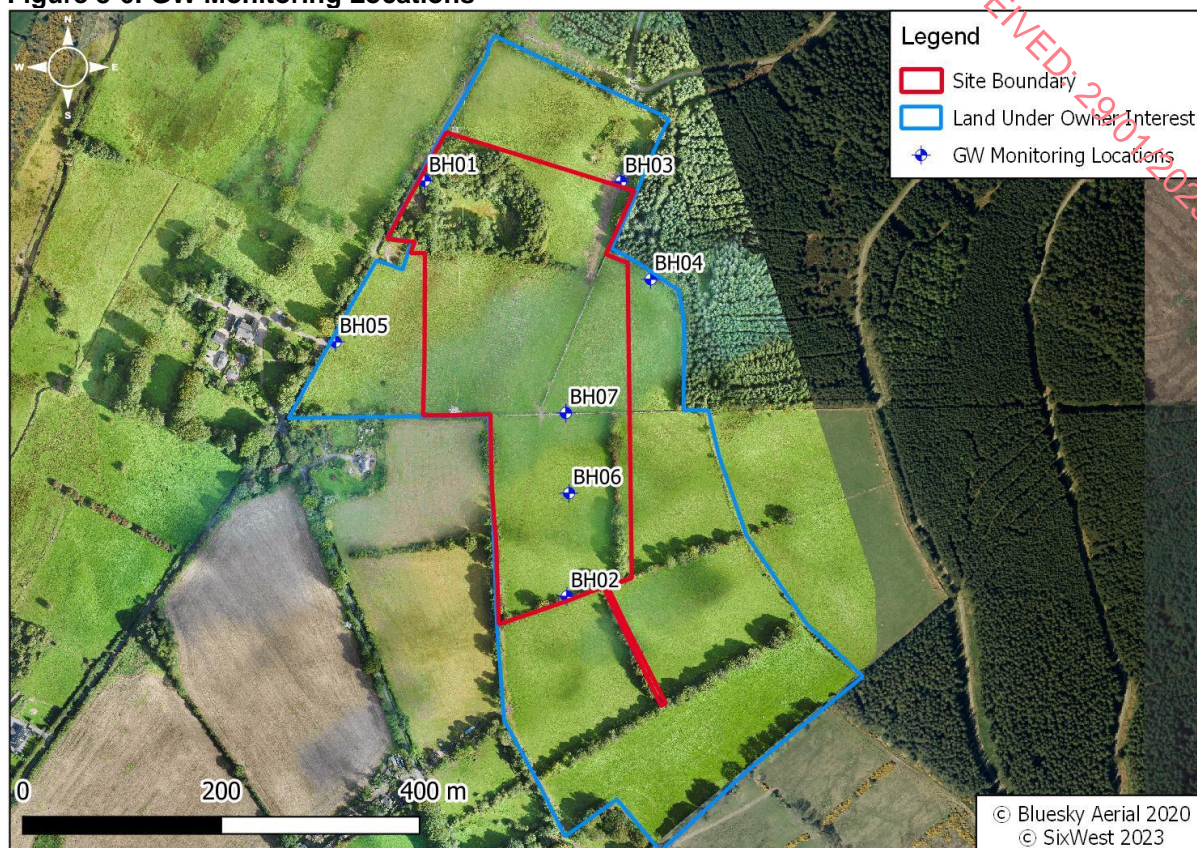 N
W E
S
Legend
Site Boundary
Land Under Owner Interest
GW Monitoring Locations
BH01
BH03
BH04
BH05
BH07
BH06
BH02
0 200 400 m
© Bluesky Aerial 2020
© SixWest 2023